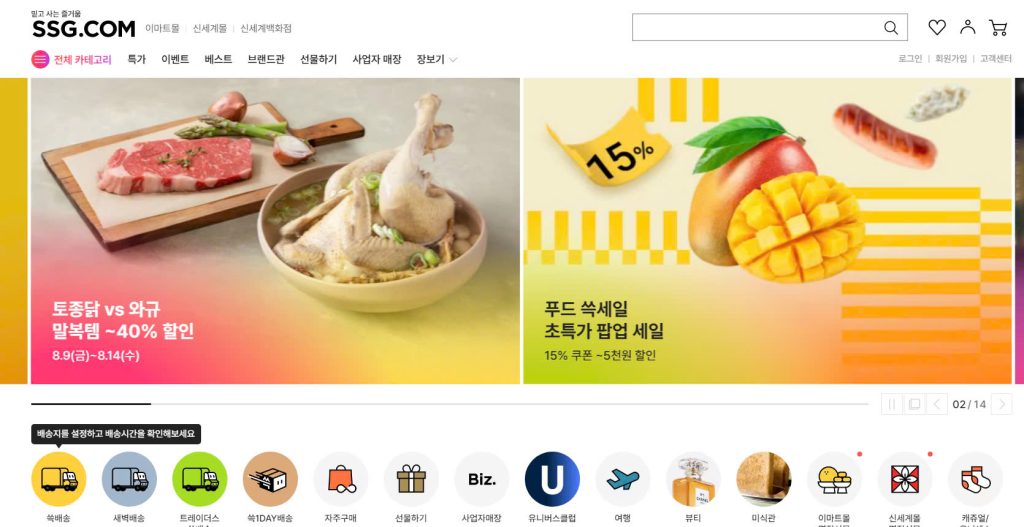 믿고 사는 즐거움
SSG.COM 이마트몰 신세계몰 신세계백화점
전체 카테고리 특가 이벤트 베스트 브랜드관 선물하기 사업자 매장 장보기
로그인 회원가입 고객센터
15%
토종닭 vs 와규
말복템 ~40% 할인
8.9(금)~8.14(수)
푸드 쓱세일
초특가 팝업 세일
15% 쿠폰 ~5천원 할인
02 / 14
배송지를 설정하고 배송시간을 확인해보세요
Biz. U
쓱배송 새벽배송 트레이더스 쓱1DAY배송 자주구매 선물하기 사업자매장 유니버스클럽 여행 뷰티 미식관 이마트몰 신세계몰 캐쥬얼/